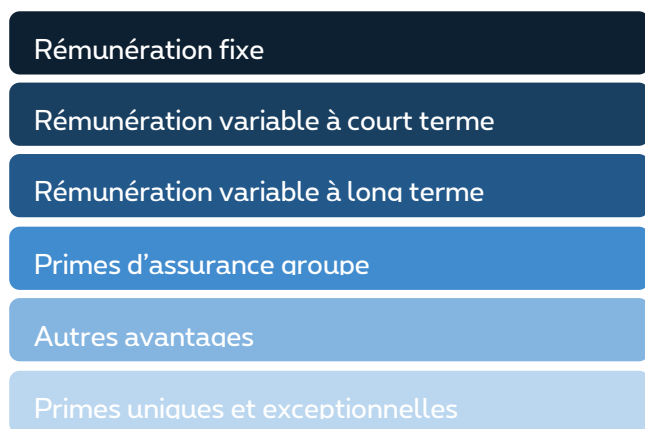 Rémunération fixe
Rémunération variable à court terme
Rémunération variable à long terme
Primes d’assurance groupe
Autres avantages
Primes uniques et exceptionnelles